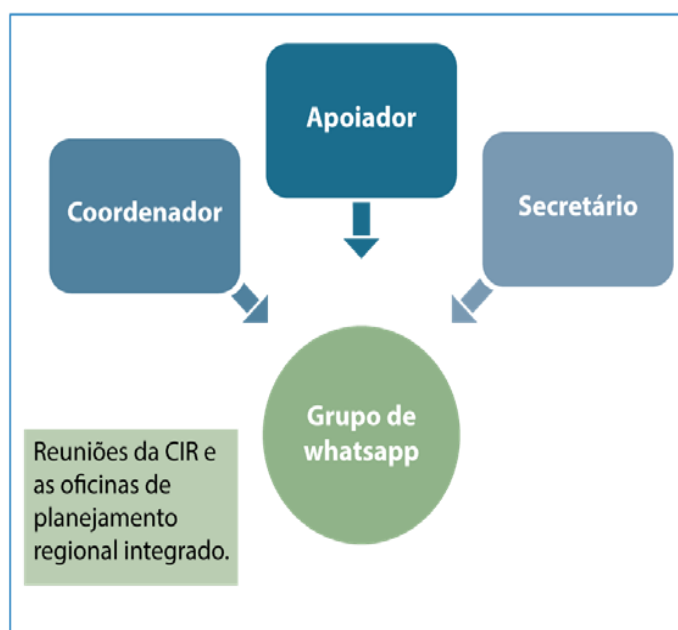 Apoiador
Coordenador
Secretário
Grupo de
whatsapp
Reuniões da CIR e
as oficinas de
planejamento
regional integrado.